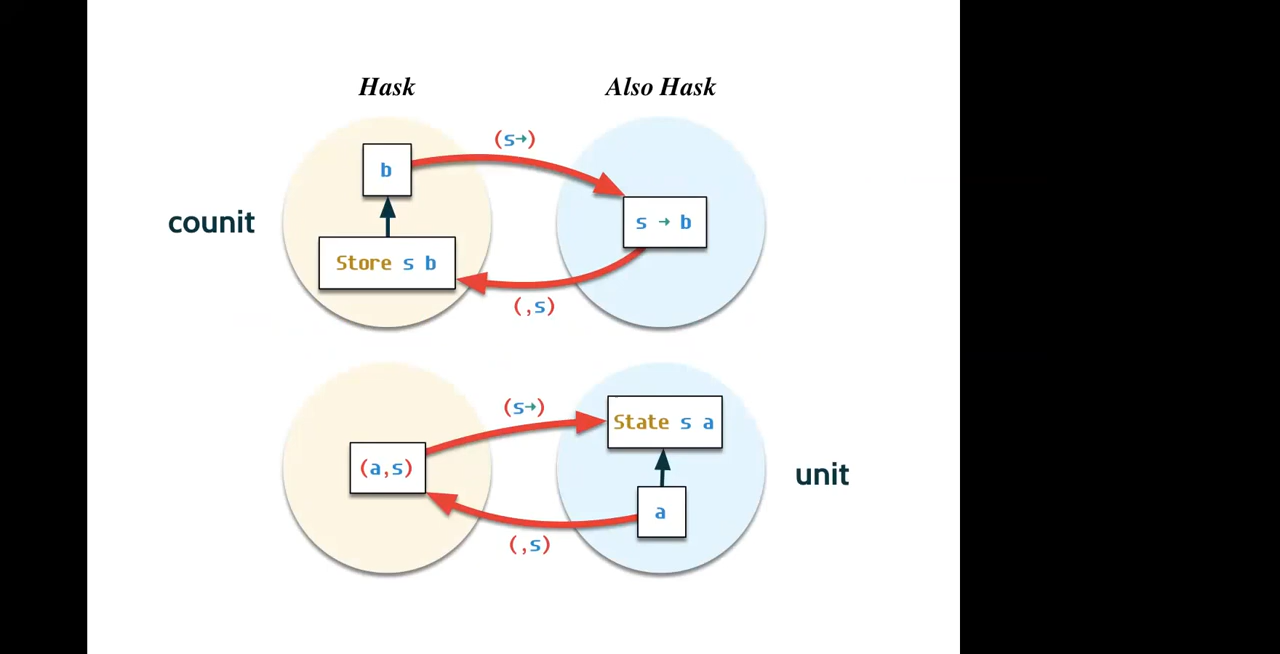 Hask
Also Hask
(s→)
b
s → b
counit
Store s b
(,s)
(s→)
State s a
(a,s)
unit
a
(,s)